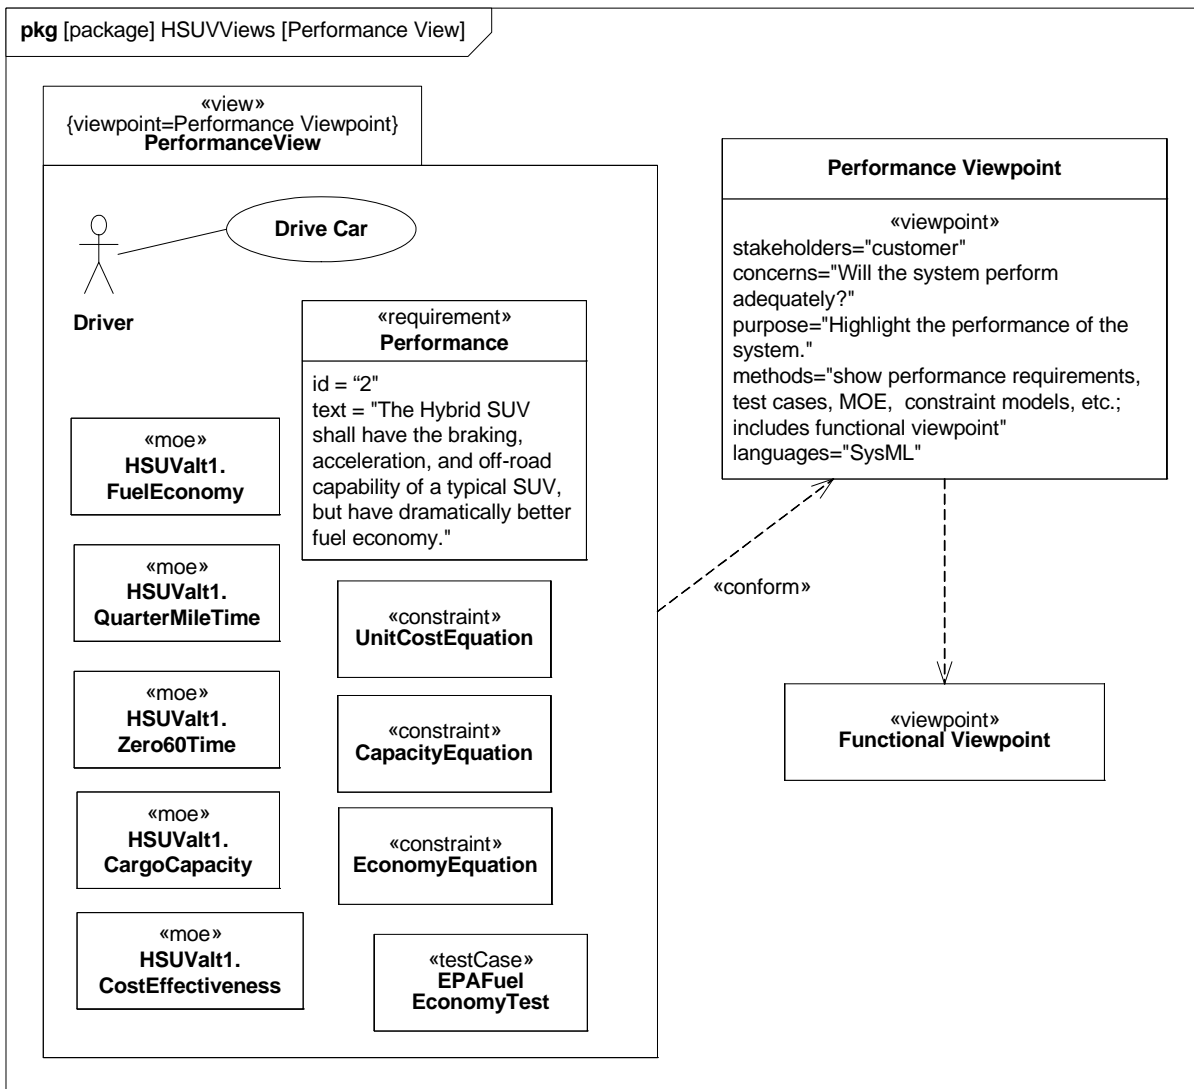 pkg [package] HSUVViews [Performance View]
«view»
{viewpoint=Performance Viewpoint}
PerformanceView
Drive Car
Driver
«requirement»
Performance
id = “2"
text = "The Hybrid SUV
shall have the braking,
acceleration, and off-road
capability of a typical SUV,
but have dramatically better
fuel economy."
«moe»
HSUValt1.
FuelEconomy
«moe»
HSUValt1.
QuarterMileTime
«moe»
HSUValt1.
Zero60Time
«moe»
HSUValt1.
CargoCapacity
«moe»
HSUValt1.
CostEffectiveness
«constraint»
UnitCostEquation
«constraint»
CapacityEquation
«constraint»
EconomyEquation
«testCase»
EPAFuel
EconomyTest
Performance Viewpoint
«viewpoint»
stakeholders="customer"
concerns="Will the system perform
adequately?"
purpose="Highlight the performance of the
system."
methods="show performance requirements,
test cases, MOE,  constraint models, etc.;
includes functional viewpoint"
languages="SysML"
«conform»
«viewpoint»
Functional Viewpoint